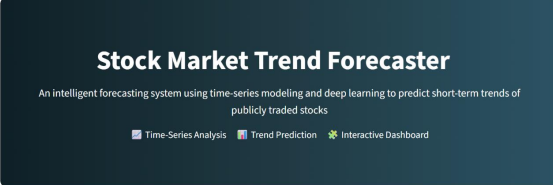 Stock Market Trend Forecaster
An intelligent forecasting system using time-series modeling and deep learning to predict short-term trends of
publicly traded stocks
📈 Time-Series Analysis 📊 Trend Prediction 🧩 Interactive Dashboard